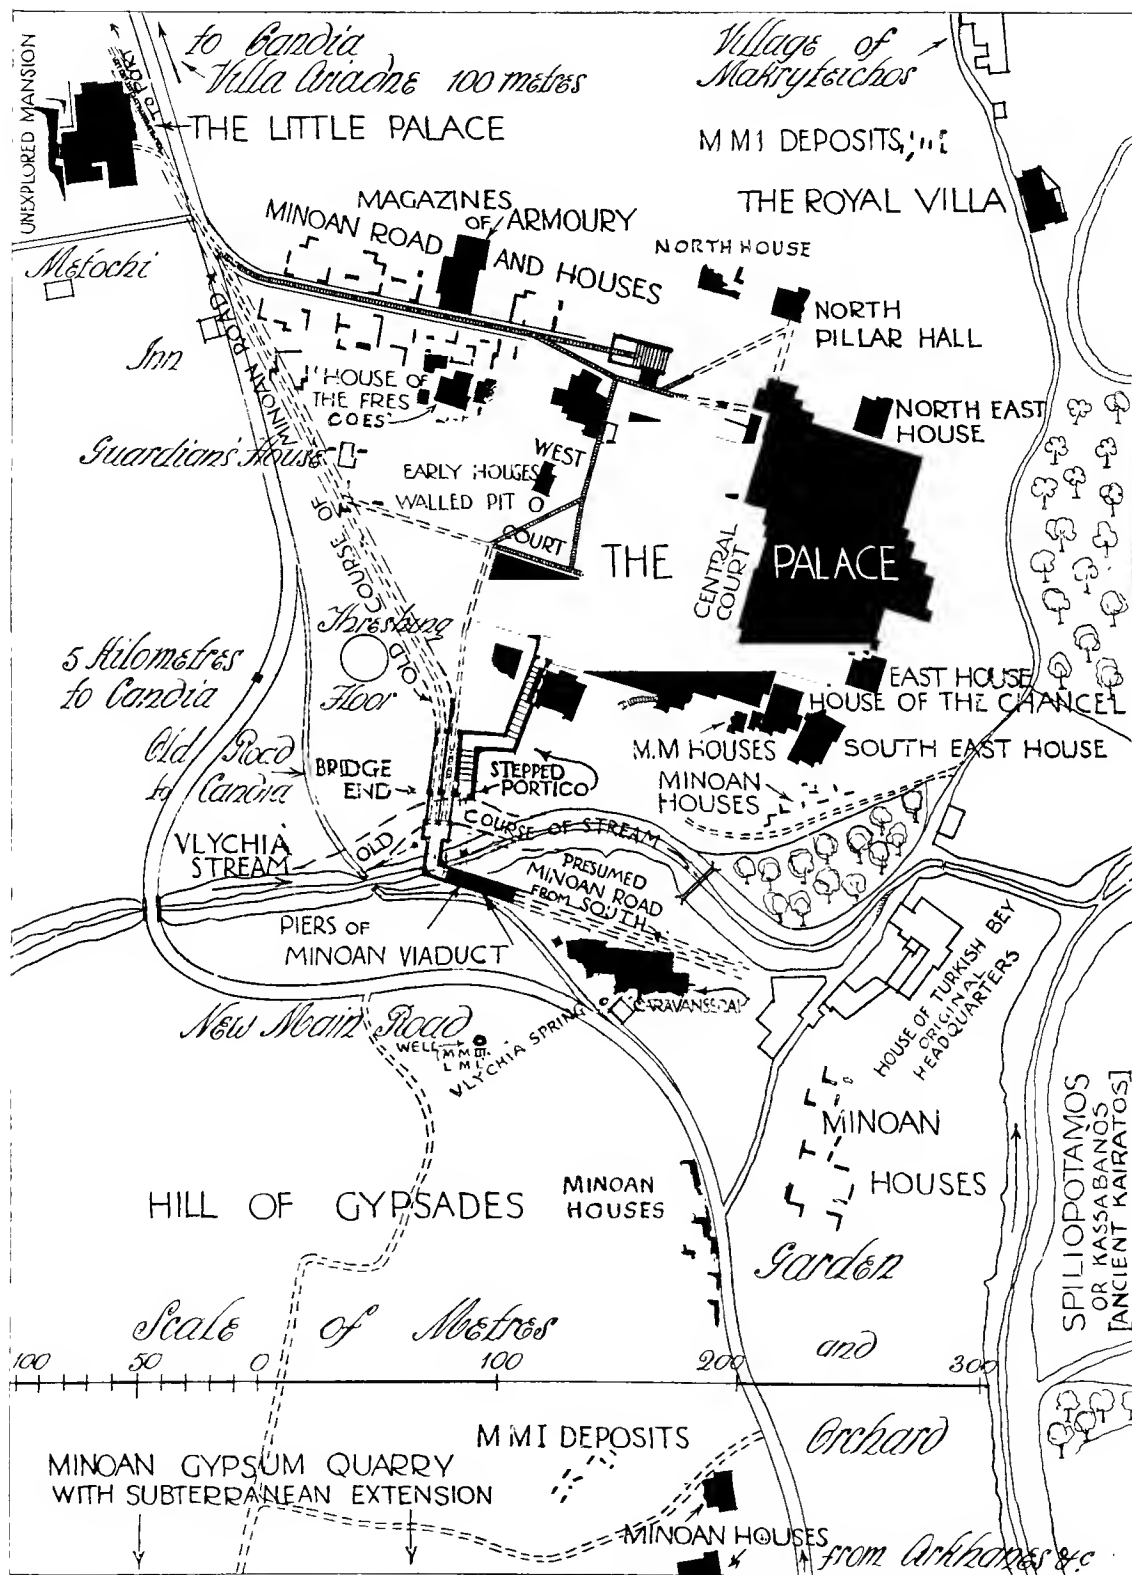 to Candia
Villa Ariadne 100 metres
Village of
Makryteichos
UNEXPLORED MANSION
TO PORT
THE LITTLE PALACE
M M I DEPOSITS
THE ROYAL VILLA
MAGAZINES
OF ARMOURY
MINOAN ROAD
AND HOUSES
NORTH HOUSE
NORTH
PILLAR HALL
Metochi
Inn
'HOUSE OF
THE FRES
COES'
NORTH EAST
HOUSE
Guardians' House
EARLY HOUSES
WALLED PIT
WEST
COURT
THE PALACE
CENTRAL
COURT
COURSE OF
MINOAN ROAD
OLD
Threshing
Floor
5 Kilometres
to Candia
EAST HOUSE
HOUSE OF THE CHANCEL
Old Road
to Candia
BRIDGE
END
STEPPED
PORTICO
M.M HOUSES
SOUTH EAST HOUSE
MINOAN
HOUSES
VLYCHIA
STREAM
OLD
COURSE OF STREAM
PRESUMED
MINOAN ROAD
FROM SOUTH
PIERS OF
MINOAN VIADUCT
CARAVANSERAI
New Main Road
WELL
M M III
L M I
VLYCHIA SPRING
HOUSE OF TURKISH BEY
ORIGINAL
HEADQUARTERS
MINOAN
HOUSES
SPILIOPOTAMOS
OR KASSABANOS
[ANCIENT KAIRATOS]
HILL OF GYPSADES
MINOAN
HOUSES
Garden
and
Orchard
Scale of Metres
100 50 0 100 200 300
M M I DEPOSITS
MINOAN GYPSUM QUARRY
WITH SUBTERRANEAN EXTENSION
MINOAN HOUSES
from Arkhanes &c